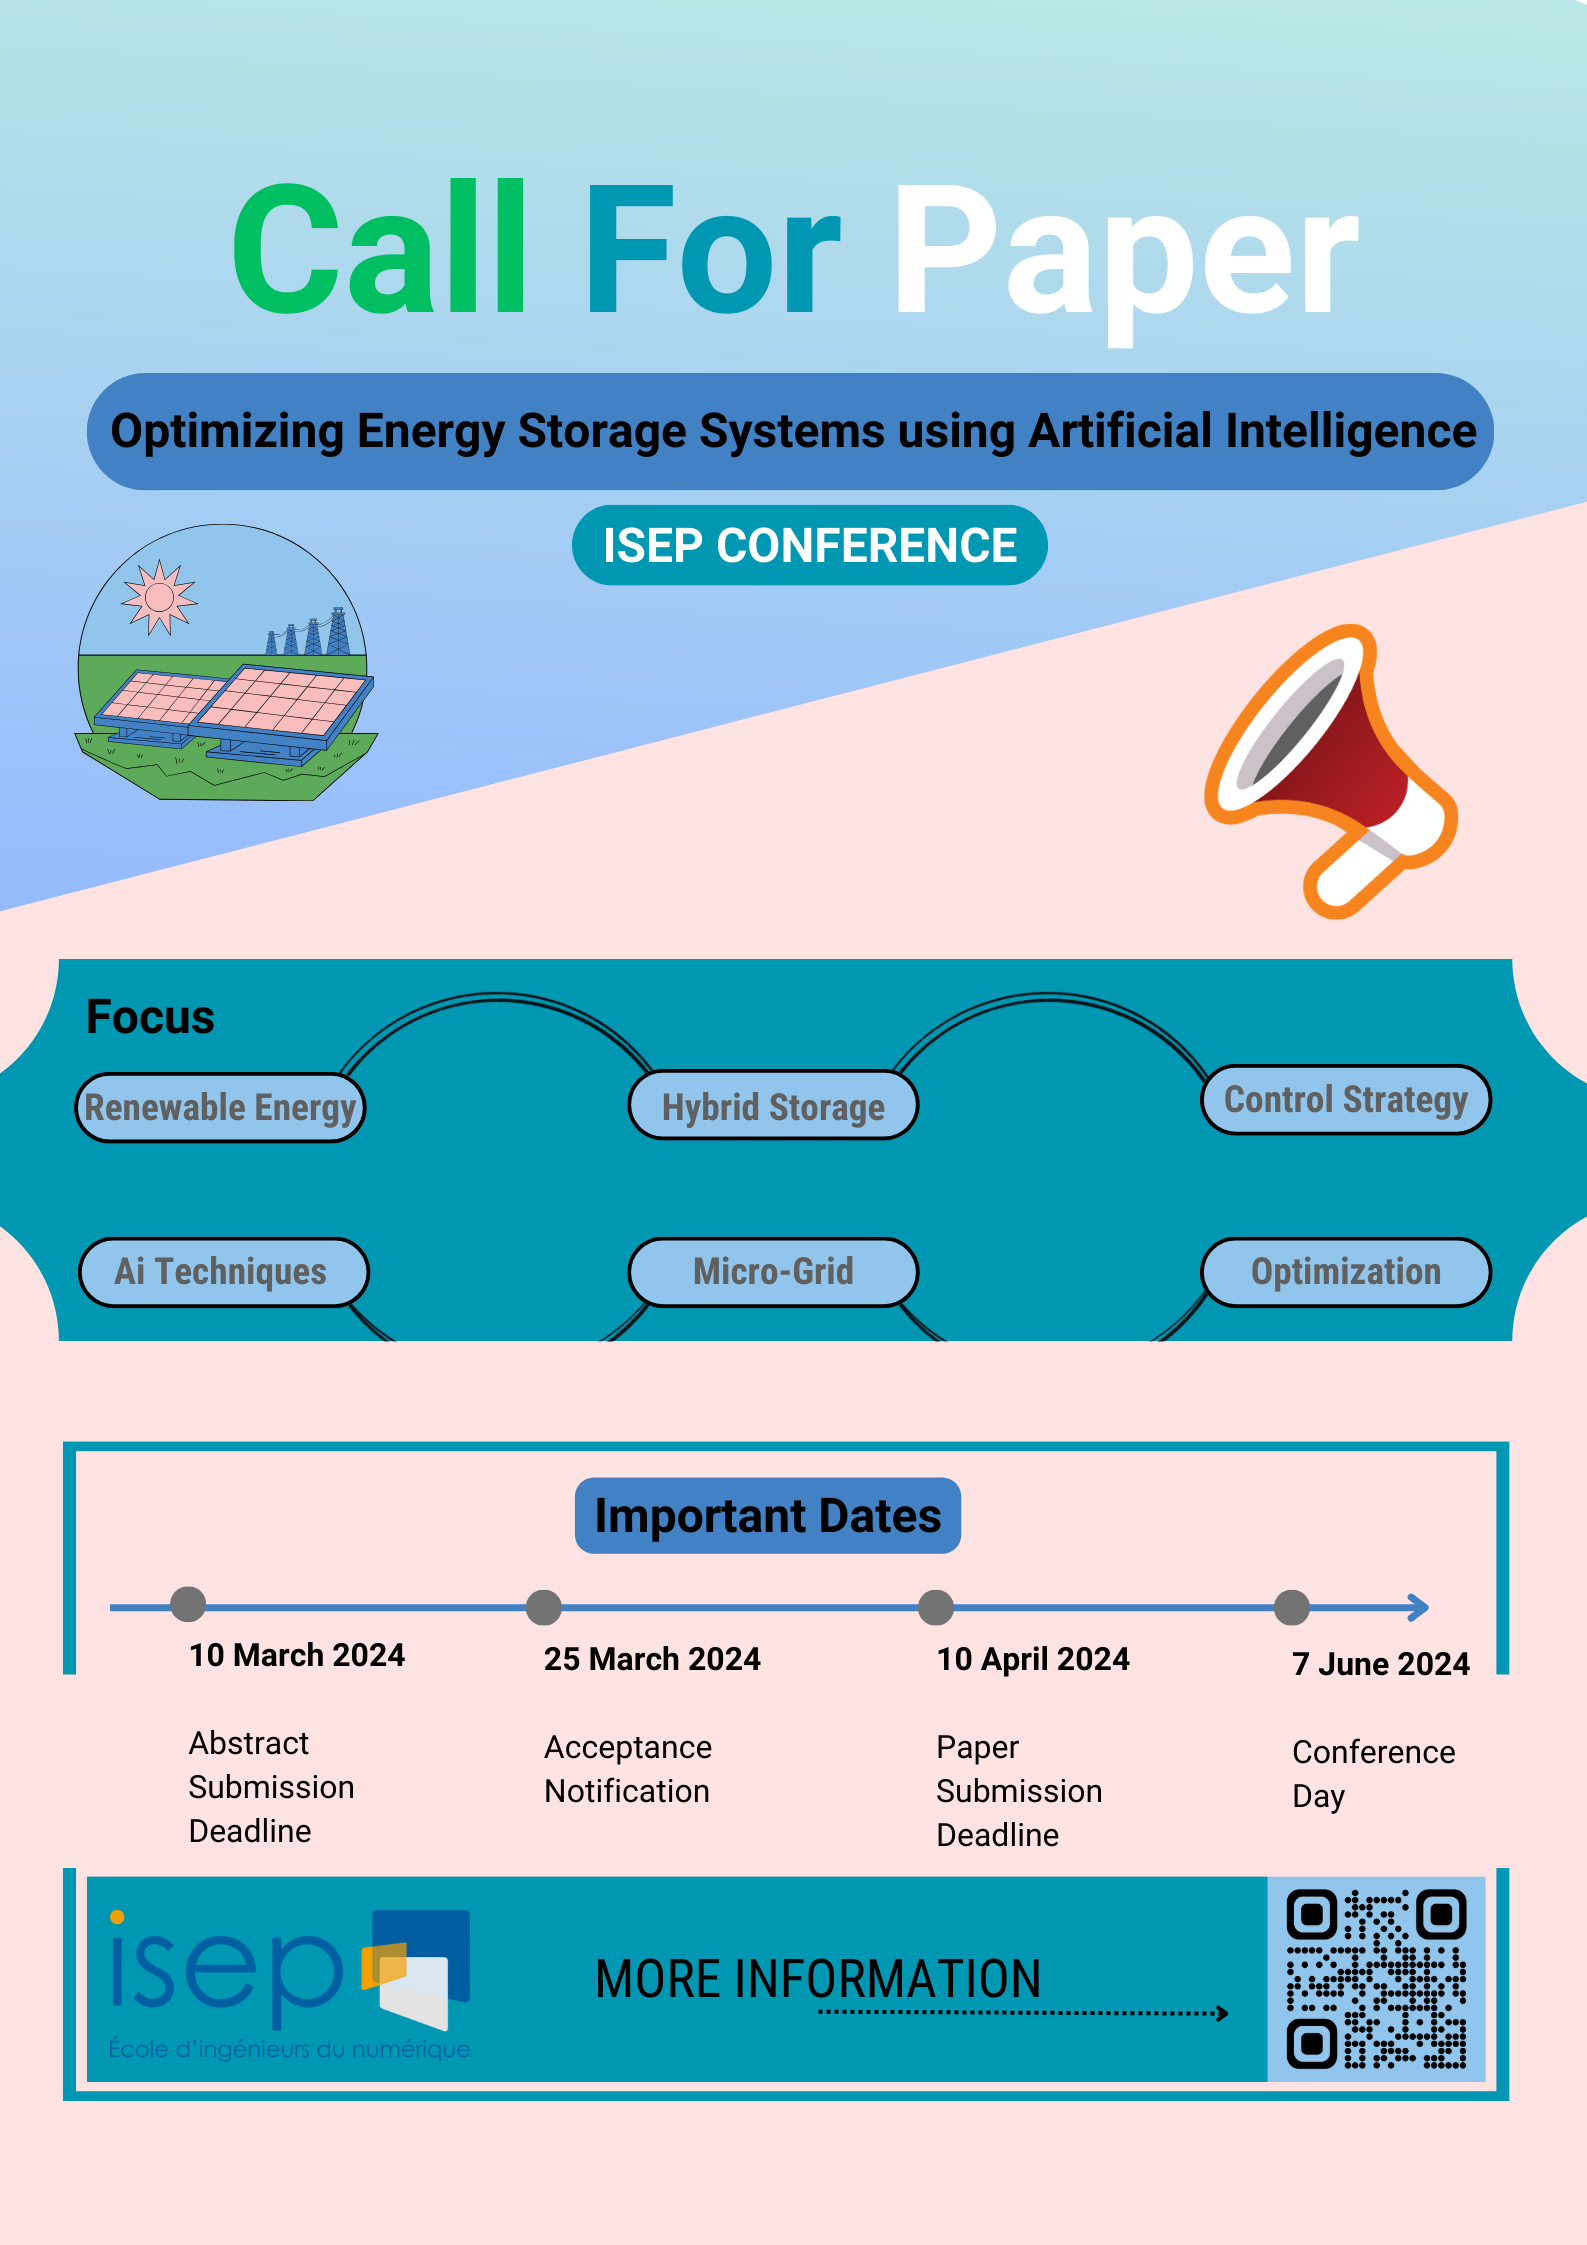 Call For Paper
Optimizing Energy Storage Systems using Artificial Intelligence
ISEP CONFERENCE
Focus
Renewable Energy
Hybrid Storage
Control Strategy
Ai Techniques
Micro-Grid
Optimization
Important Dates
10 March 2024
Abstract
Submission
Deadline
25 March 2024
Acceptance
Notification
10 April 2024
Paper
Submission
Deadline
7 June 2024
Conference
Day
isep
École d'ingénieurs du numérique
MORE INFORMATION